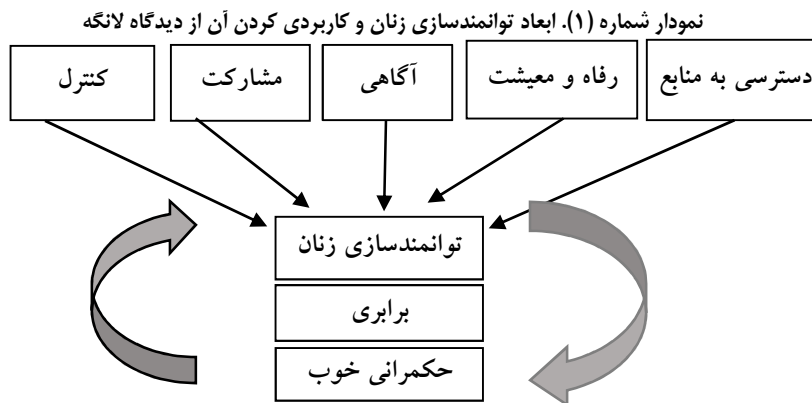 نمودار شماره (۱). ابعاد توانمندسازی زنان و کاربردی کردن آن از دیدگاه لانگه
دسترسی به منابع
رفاه و معیشت
آگاهی
مشارکت
کنترل
توانمندسازی زنان
برابری
حکمرانی خوب